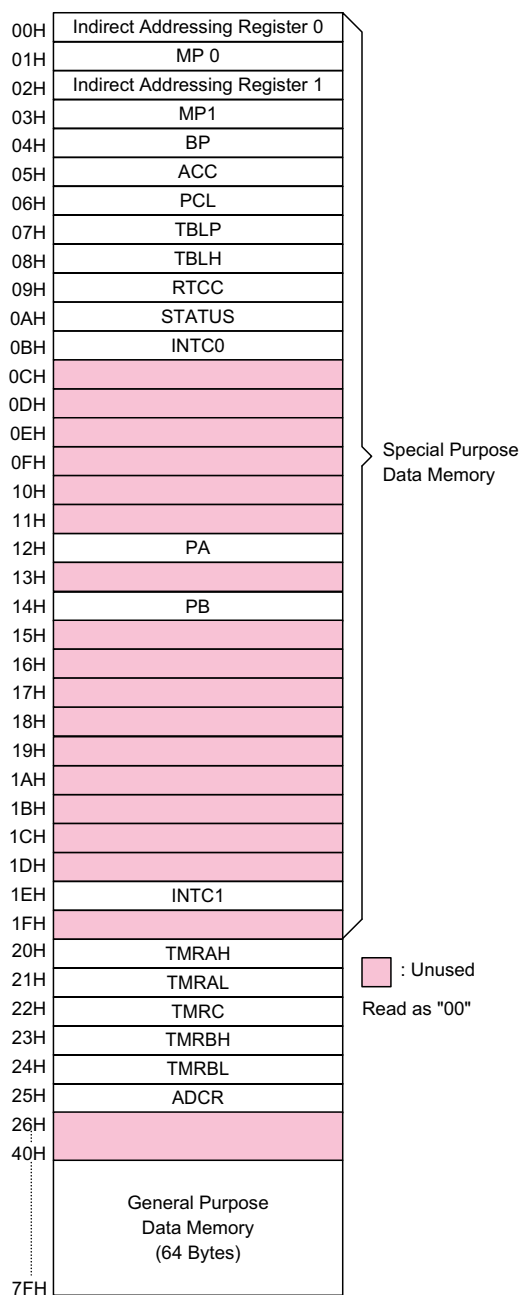 00H Indirect Addressing Register 0
01H MP 0
02H Indirect Addressing Register 1
03H MP1
04H BP
05H ACC
06H PCL
07H TBLP
08H TBLH
09H RTCC
0AH STATUS
0BH INTC0
0CH
0DH
0EH
0FH
10H
11H
12H PA
13H
14H PB
15H
16H
17H
18H
19H
1AH
1BH
1CH
1DH
1EH INTC1
1FH
Special Purpose
Data Memory
20H TMRAH
21H TMRAL
22H TMRC
23H TMRBH
24H TMRBL
25H ADCR
26H
40H
: Unused
Read as "00"
General Purpose
Data Memory
(64 Bytes)
7FH